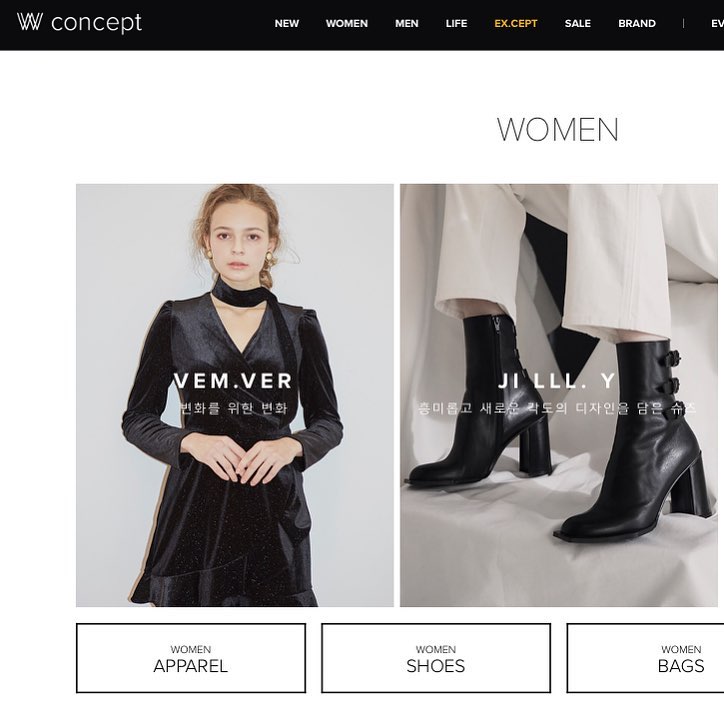 W concept
NEW WOMEN MEN LIFE EX.CEPT SALE BRAND | EV
WOMEN
VEM.VER
변화를 위한 변화
JI LLL. Y
흥미롭고 새로운 각도의 디자인을 담은 슈즈
WOMEN
APPAREL
WOMEN
SHOES
WOMEN
BAGS